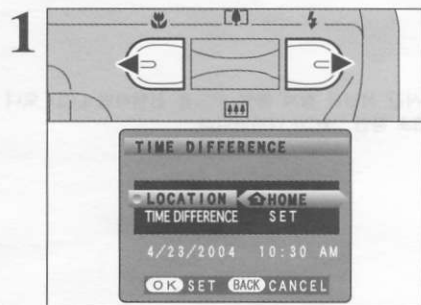 1
TIME DIFFERENCE
LOCATION HOME
TIME DIFFERENCE SET
4/23/2004 10:30 AM
OK SET BACK CANCEL